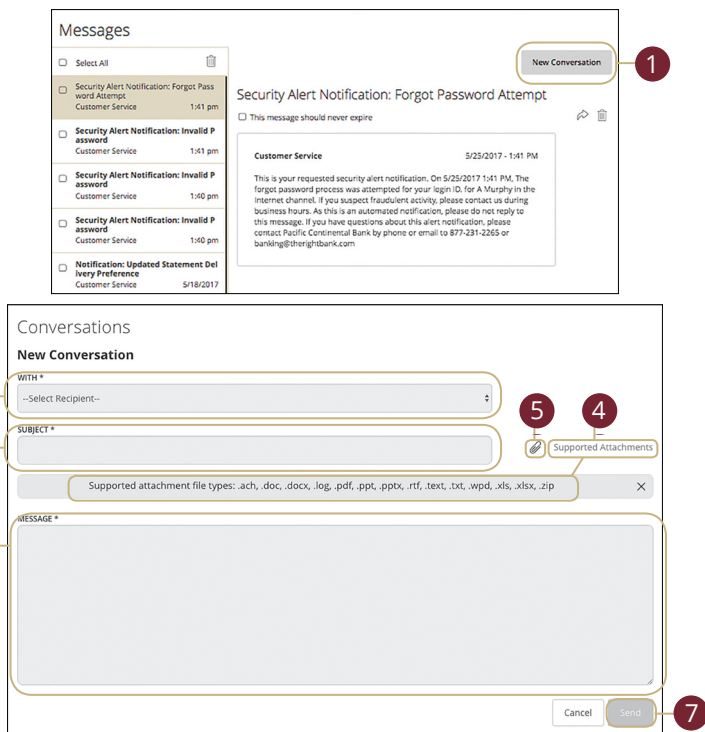 Messages
Select All
New Conversation
1
Security Alert Notification: Forgot Pass
word Attempt
Customer Service 1:41 pm
Security Alert Notification: Invalid P
assword
Customer Service 1:41 pm
Security Alert Notification: Invalid P
assword
Customer Service 1:40 pm
Security Alert Notification: Invalid P
assword
Customer Service 1:40 pm
Notification: Updated Statement Del
ivery Preference
Customer Service 5/18/2017
Security Alert Notification: Forgot Password Attempt
This message should never expire
Customer Service 5/25/2017 - 1:41 PM
This is your requested security alert notification. On 5/25/2017 1:41 PM, The
forgot password process was attempted for your login ID, for A Murphy in the
Internet channel. If you suspect fraudulent activity, please contact us during
business hours. As this is an automated notification, please do not reply to
this message. If you have questions about this alert notification, please
contact Pacific Continental Bank by phone or email to 877-231-2265 or
banking@therightbank.com
Conversations
New Conversation
WITH *
--Select Recipient--
5
4
SUBJECT *
Supported Attachments
Supported attachment file types: .ach, .doc, .docx, .log, .pdf, .ppt, .pptx, .rtf, .text, .txt, .wpd, .xls, .xlsx, .zip
MESSAGE *
Cancel
Send
7